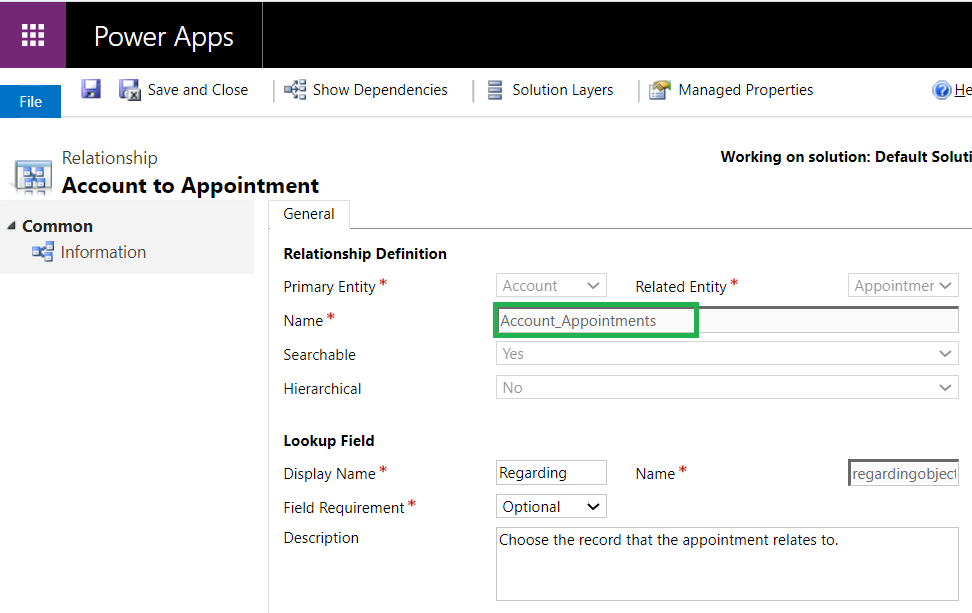 Power Apps
File
Save and Close
Show Dependencies
Solution Layers
Managed Properties
He
Relationship
Account to Appointment
Working on solution: Default Soluti
Common
Information
General
Relationship Definition
Primary Entity * Account Related Entity * Appointmer
Name * Account_Appointments
Searchable Yes
Hierarchical No
Lookup Field
Display Name * Regarding Name * regardingobject
Field Requirement * Optional
Description Choose the record that the appointment relates to.